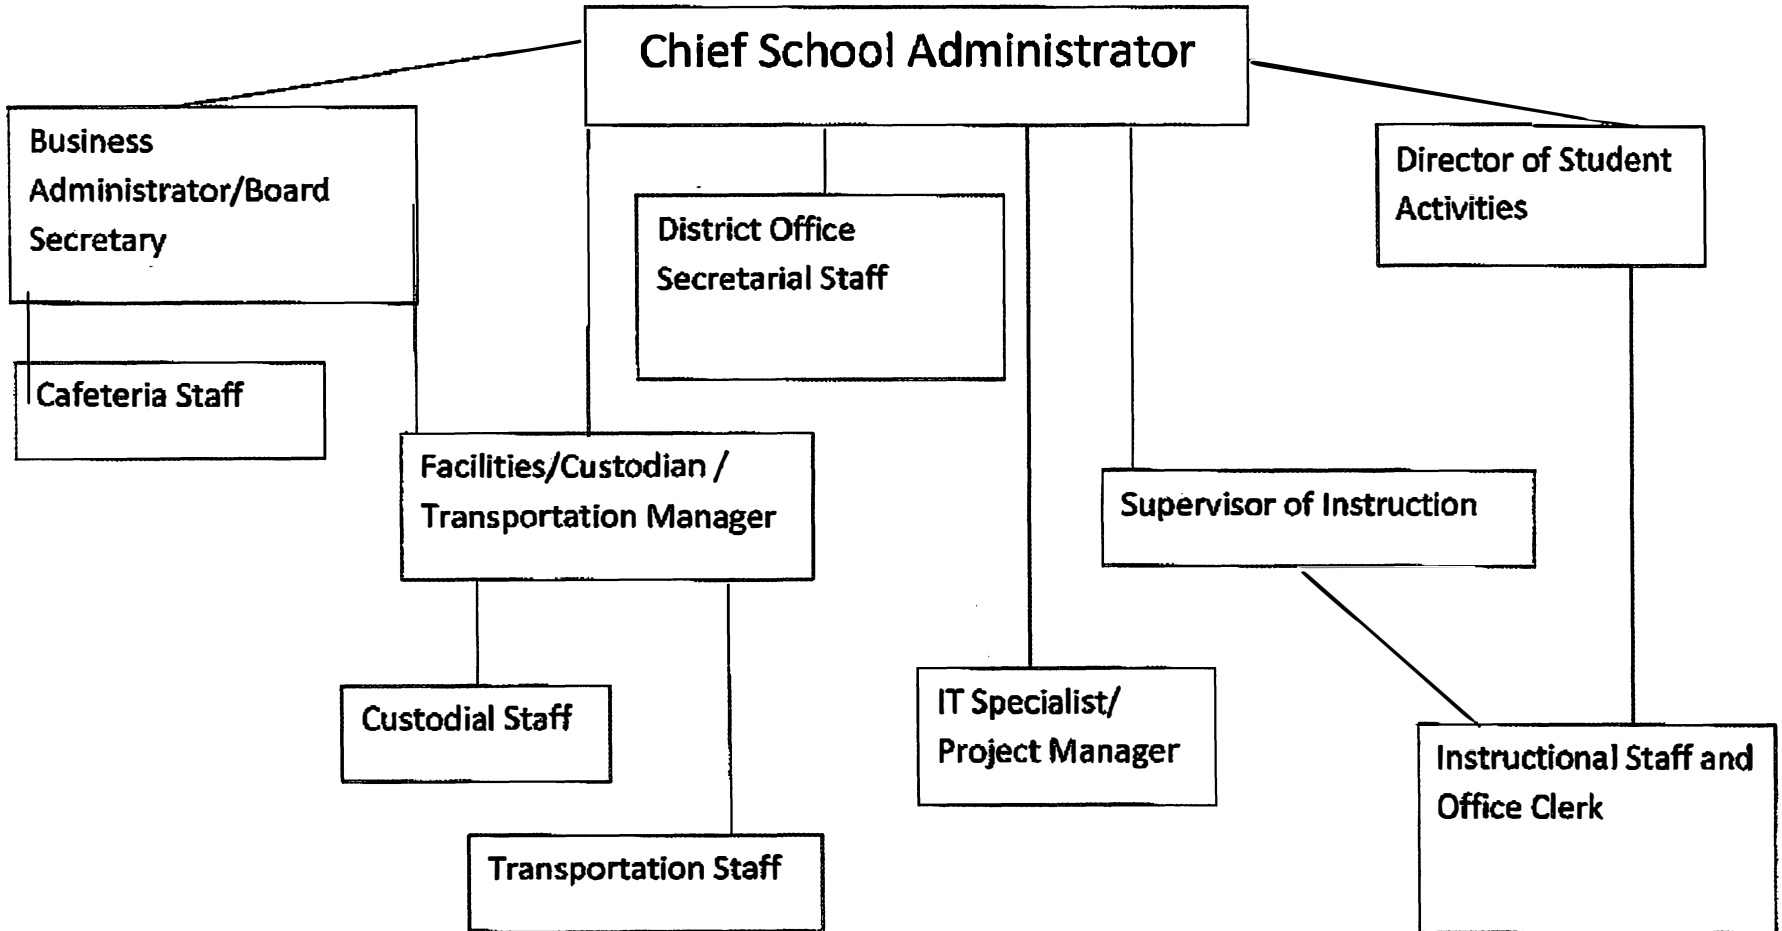 Chief School Administrator
Business
Administrator/Board
Secretary
Director of Student
Activities
District Office
Secretarial Staff
Cafeteria Staff
Facilities/Custodian /
Transportation Manager
Supervisor of Instruction
Custodial Staff
IT Specialist/
Project Manager
Instructional Staff and
Office Clerk
Transportation Staff